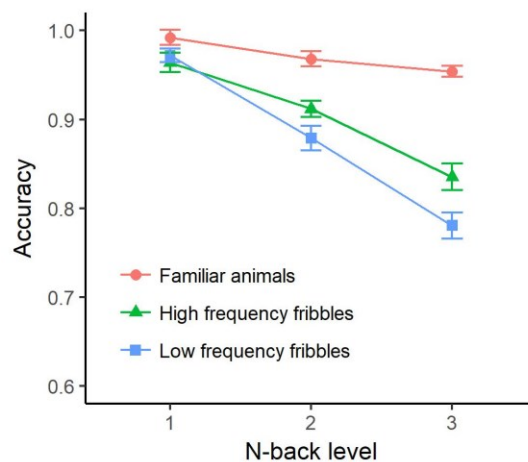 1.0
0.9
0.8
0.7
0.6
Accuracy
Familiar animals
High frequency fribbles
Low frequency fribbles
1 2 3
N-back level